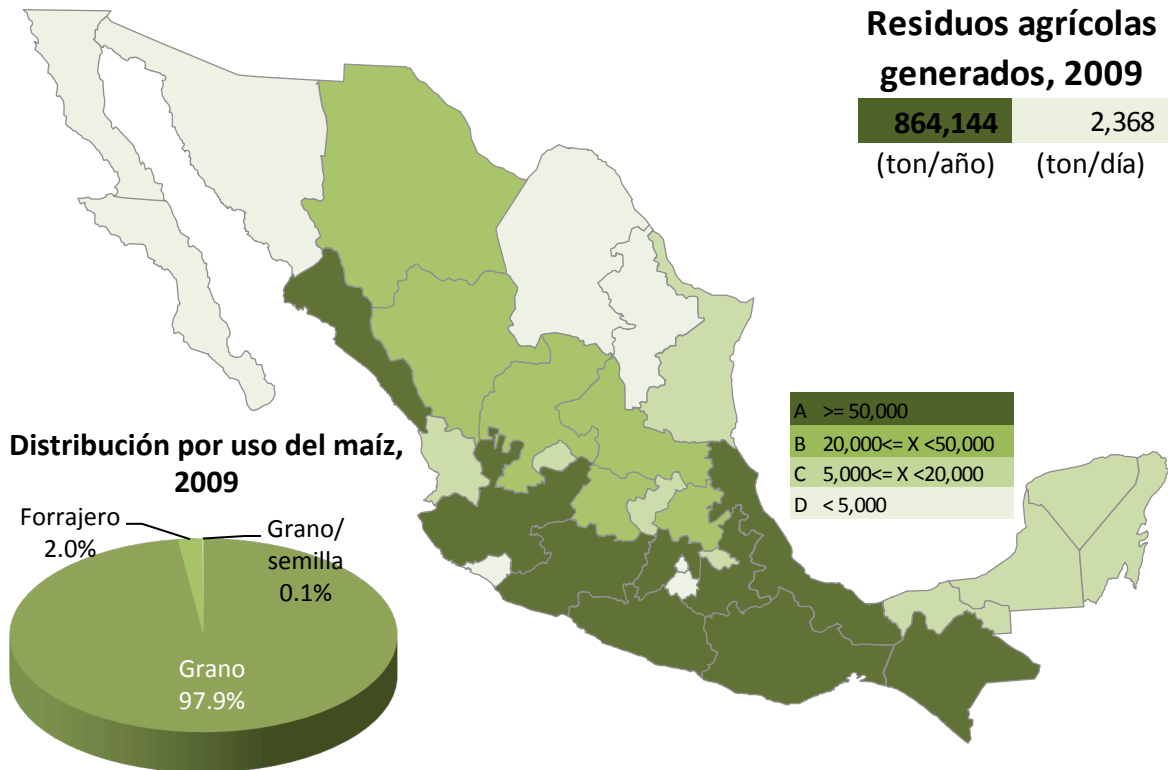 Residuos agrícolas
generados, 2009
864,144 2,368
(ton/año) (ton/día)
A >= 50,000
B 20,000<= X <50,000
C 5,000<= X <20,000
D < 5,000
Distribución por uso del maíz,
2009
Forrajero
2.0%
Grano/
semilla
0.1%
Grano
97.9%